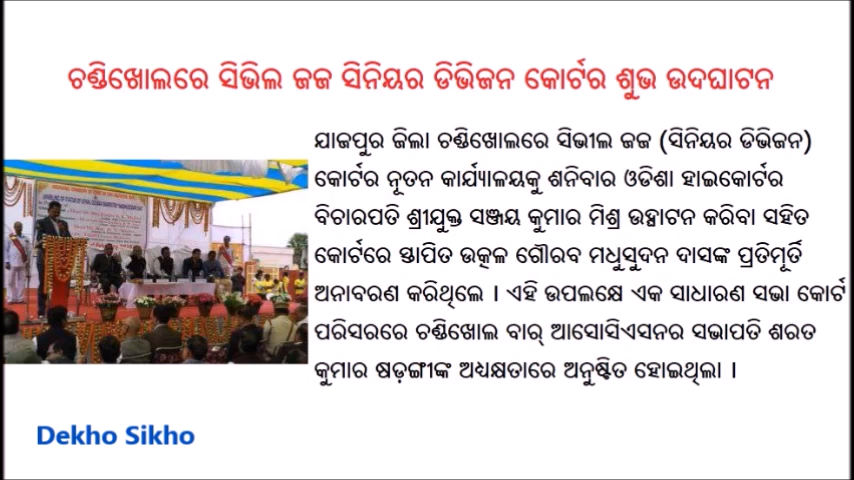 ଚଣ୍ଡିଖୋଲରେ ସିଭିଲ ଜଜ ସିନିୟର ଡିଭିଜନ କୋର୍ଟର ଶୁଭ ଉଦଘାଟନ
ଯାଜପୁର ଜିଲା ଚଣ୍ଡିଖୋଲରେ ସିଭୀଲ ଜଜ (ସିନିୟର ଡିଭିଜନ)
କୋର୍ଟର ନୂତନ କାର୍ଯ୍ୟାଳୟକୁ ଶନିବାର ଓଡିଶା ହାଇକୋର୍ଟର
ବିଚାରପତି ଶ୍ରୀଯୁକ୍ତ ସଞ୍ଜୟ କୁମାର ମିଶ୍ର ଉଦ୍ଘାଟନ କରିବା ସହିତ
କୋର୍ଟରେ ସ୍ତାପିତ ଉତ୍କଳ ଗୌରବ ମଧୁସୁଦନ ଦାସଙ୍କ ପ୍ରତିମୂର୍ତି
ଅନାବରଣ କରିଥିଲେ । ଏହି ଉପଲକ୍ଷେ ଏକ ସାଧାରଣ ସଭା କୋର୍ଟ
ପରିସରରେ ଚଣ୍ଡିଖୋଲ ବାର୍ ଆସୋସିଏସନର ସଭାପତି ଶରତ
କୁମାର ଷଡ଼ଙ୍ଗୀଙ୍କ ଅଧ୍ୟକ୍ଷତାରେ ଅନୁଷ୍ଟିତ ହୋଇଥିଲା ।
Dekho Sikho